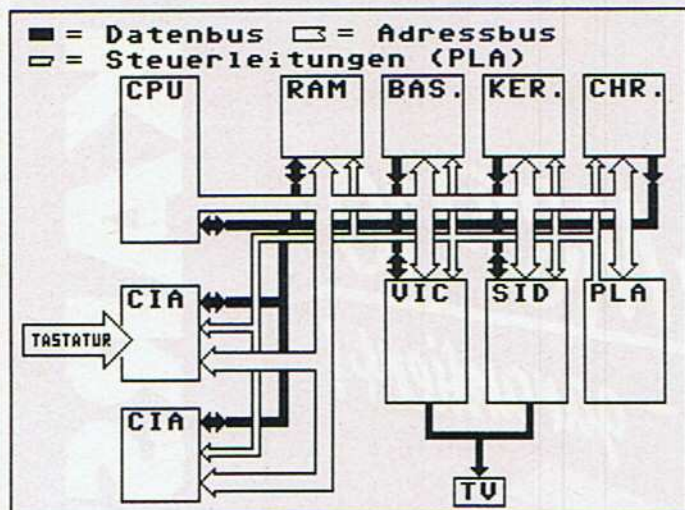 = Datenbus = Adressbus
= Steuerleitungen (PLA)
CPU RAM BAS. KER. CHR.
CIA VIC SID PLA
TASTATUR
CIA
TV